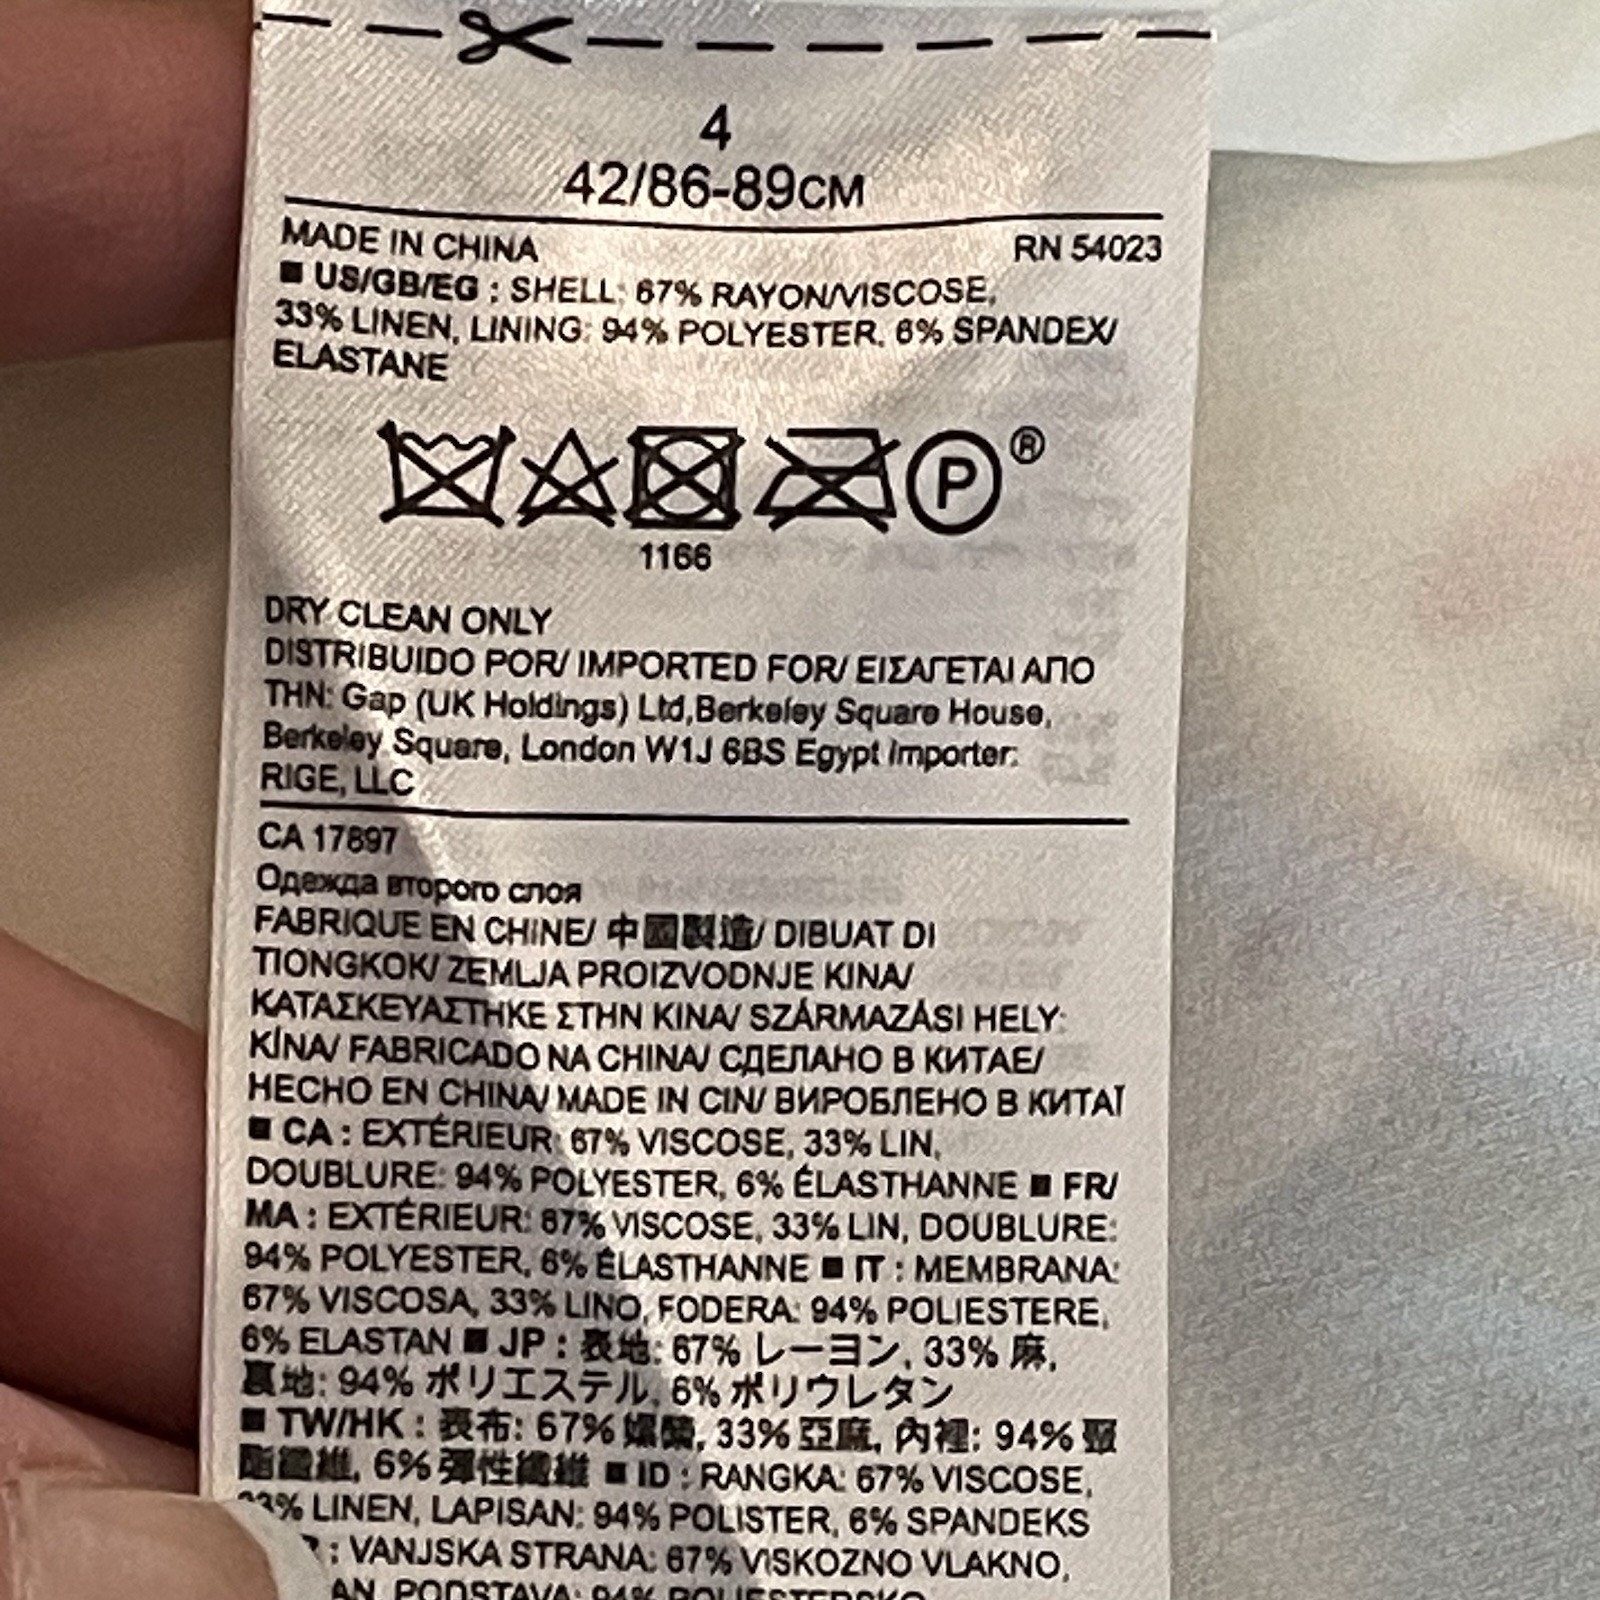 4
42/86-89CM
MADE IN CHINA RN 54023
■ US/GB/EG : SHELL: 67% RAYON/VISCOSE,
33% LINEN, LINING: 94% POLYESTER, 6% SPANDEX/
ELASTANE
P ®
1166
DRY CLEAN ONLY
DISTRIBUIDO POR/ IMPORTED FOR/ ΕΙΣΑΓΕΤΑΙ ΑΠΟ
ΤΗΝ: Gap (UK Holdings) Ltd,Berkeley Square House,
Berkeley Square, London W1J 6BS Egypt Importer:
RIGE, LLC
CA 17897
Одежда второго слоя
FABRIQUE EN CHINE/ 中國製造/ DIBUAT DI
TIONGKOK/ ZEMLJA PROIZVODNJE KINA/
ΚΑΤΑΣΚΕΥΑΣΤΗΚΕ ΣΤΗΝ ΚΙΝΑ/ SZÁRMAZÁSI HELY:
KÍNA/ FABRICADO NA CHINA/ СДЕЛАНО В КИТАЕ/
HECHO EN CHINA/ MADE IN CIN/ ВИРОБЛЕНО В КИТАЇ
■ CA : EXTÉRIEUR: 67% VISCOSE, 33% LIN,
DOUBLURE: 94% POLYESTER, 6% ÉLASTHANNE ■ FR/
MA : EXTÉRIEUR: 67% VISCOSE, 33% LIN, DOUBLURE:
94% POLYESTER, 6% ÉLASTHANNE ■ IT : MEMBRANA:
67% VISCOSA, 33% LINO, FODERA: 94% POLIESTERE,
6% ELASTAN ■ JP : 表地: 67% レーヨン, 33% 麻,
裏地: 94% ポリエステル, 6% ポリウレタン
■ TW/HK : 表布: 67% 嫘縈, 33% 亞麻, 內裡: 94% 聚
酯纖維, 6% 彈性纖維 ■ ID : RANGKA: 67% VISCOSE,
33% LINEN, LAPISAN: 94% POLISTER, 6% SPANDEKS
: VANJSKA STRANA: 67% VISKOZNO VLAKNO,
PODSTAVA: 94% POLIESTERSKO